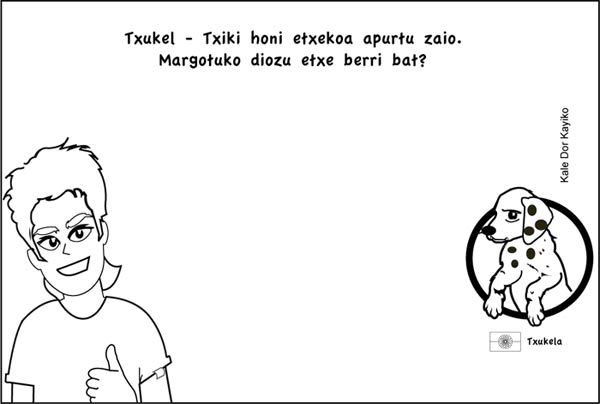 Txukel - Txiki honi etxekoa apurtu zaio.
Margotuko diozu etxe berri bat?
Kale Dor Kayiko
Txukela